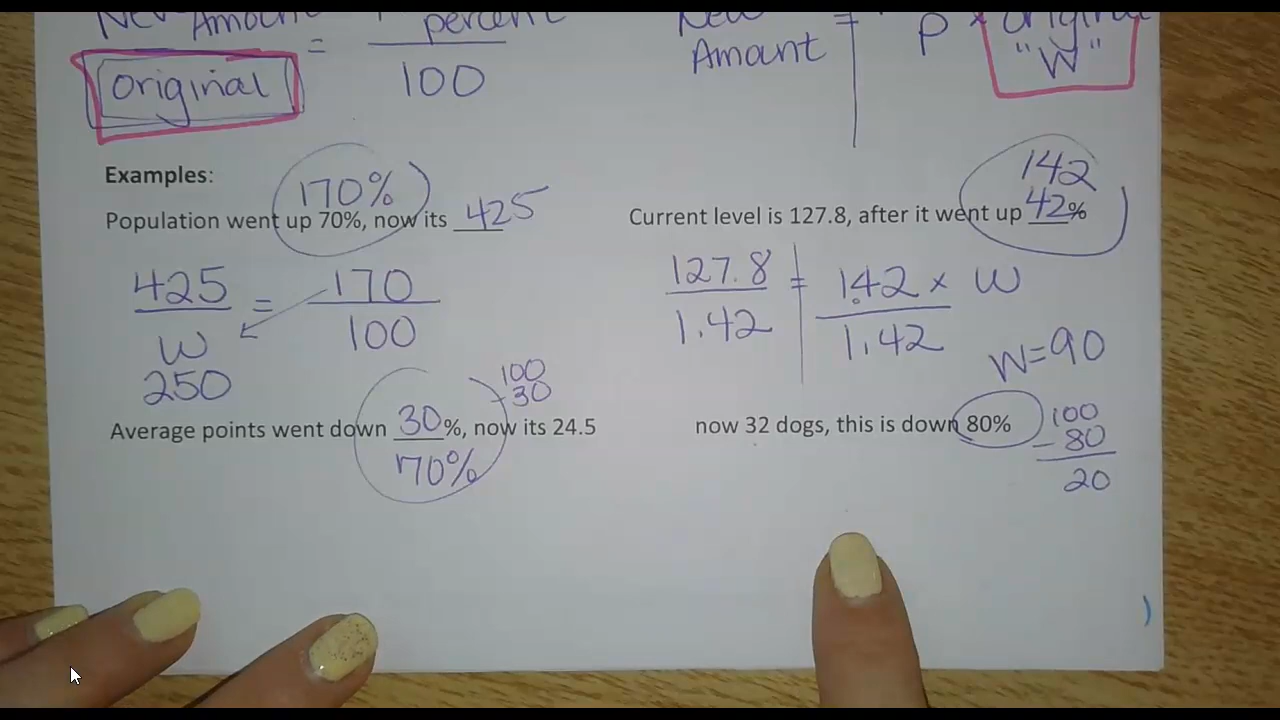 New Amount
percent
=
original
100
New
=
P × original
Amount
"W"
Examples:
170%
Population went up 70%, now its 425
425 = 170
W
100
250
142
Current level is 127.8, after it went up 42%
127.8 = 1.42 × W
1.42
1.42
W=90
100
- 30
Average points went down 30%, now its 24.5
70%
now 32 dogs, this is down 80%
100
- 80
20
)